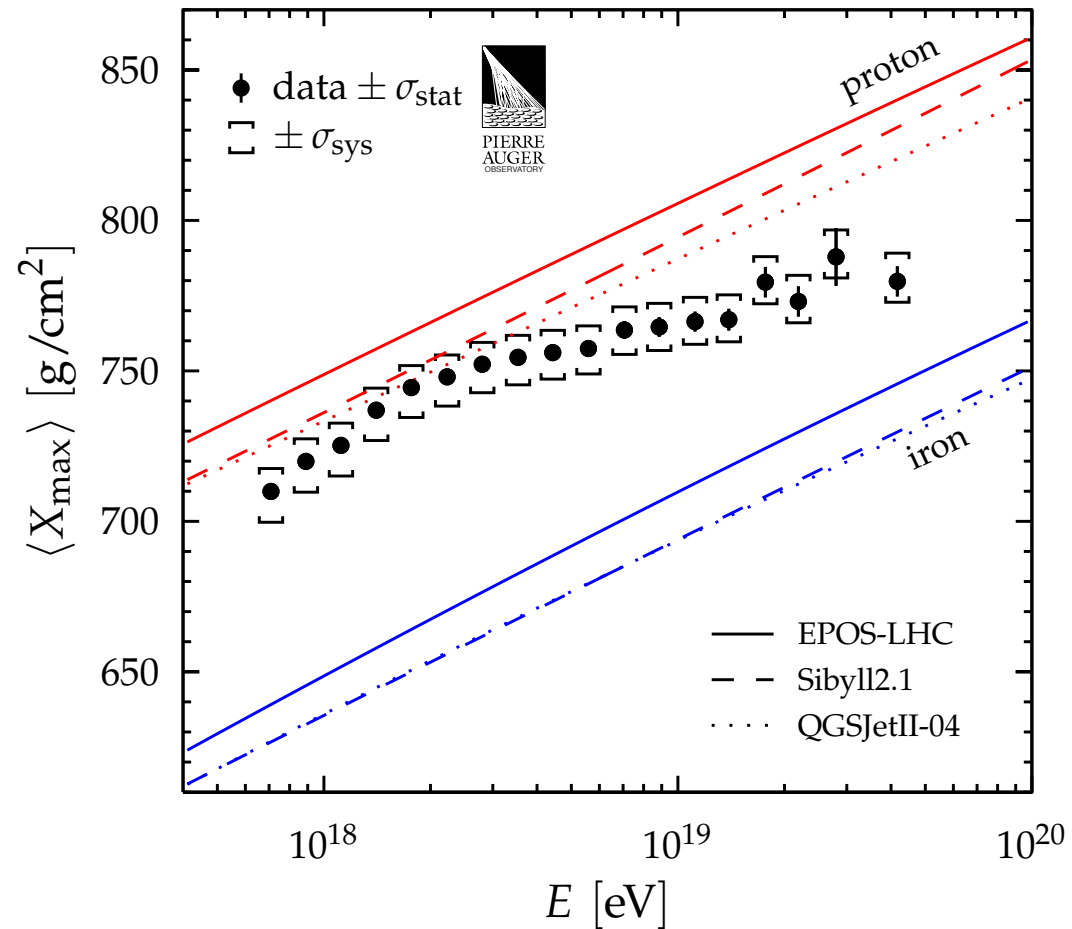 data ± σstat
± σsys
PIERRE
AUGER
OBSERVATORY
proton
iron
850
800
750
700
650
⟨Xmax⟩ [g/cm²]
EPOS-LHC
Sibyll2.1
QGSJetII-04
10¹⁸
10¹⁹
10²⁰
E [eV]